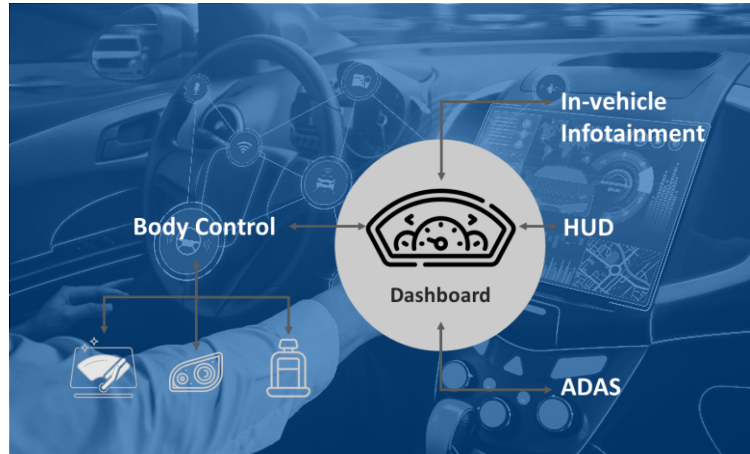 In-vehicle
Infotainment
Body Control
HUD
Dashboard
ADAS